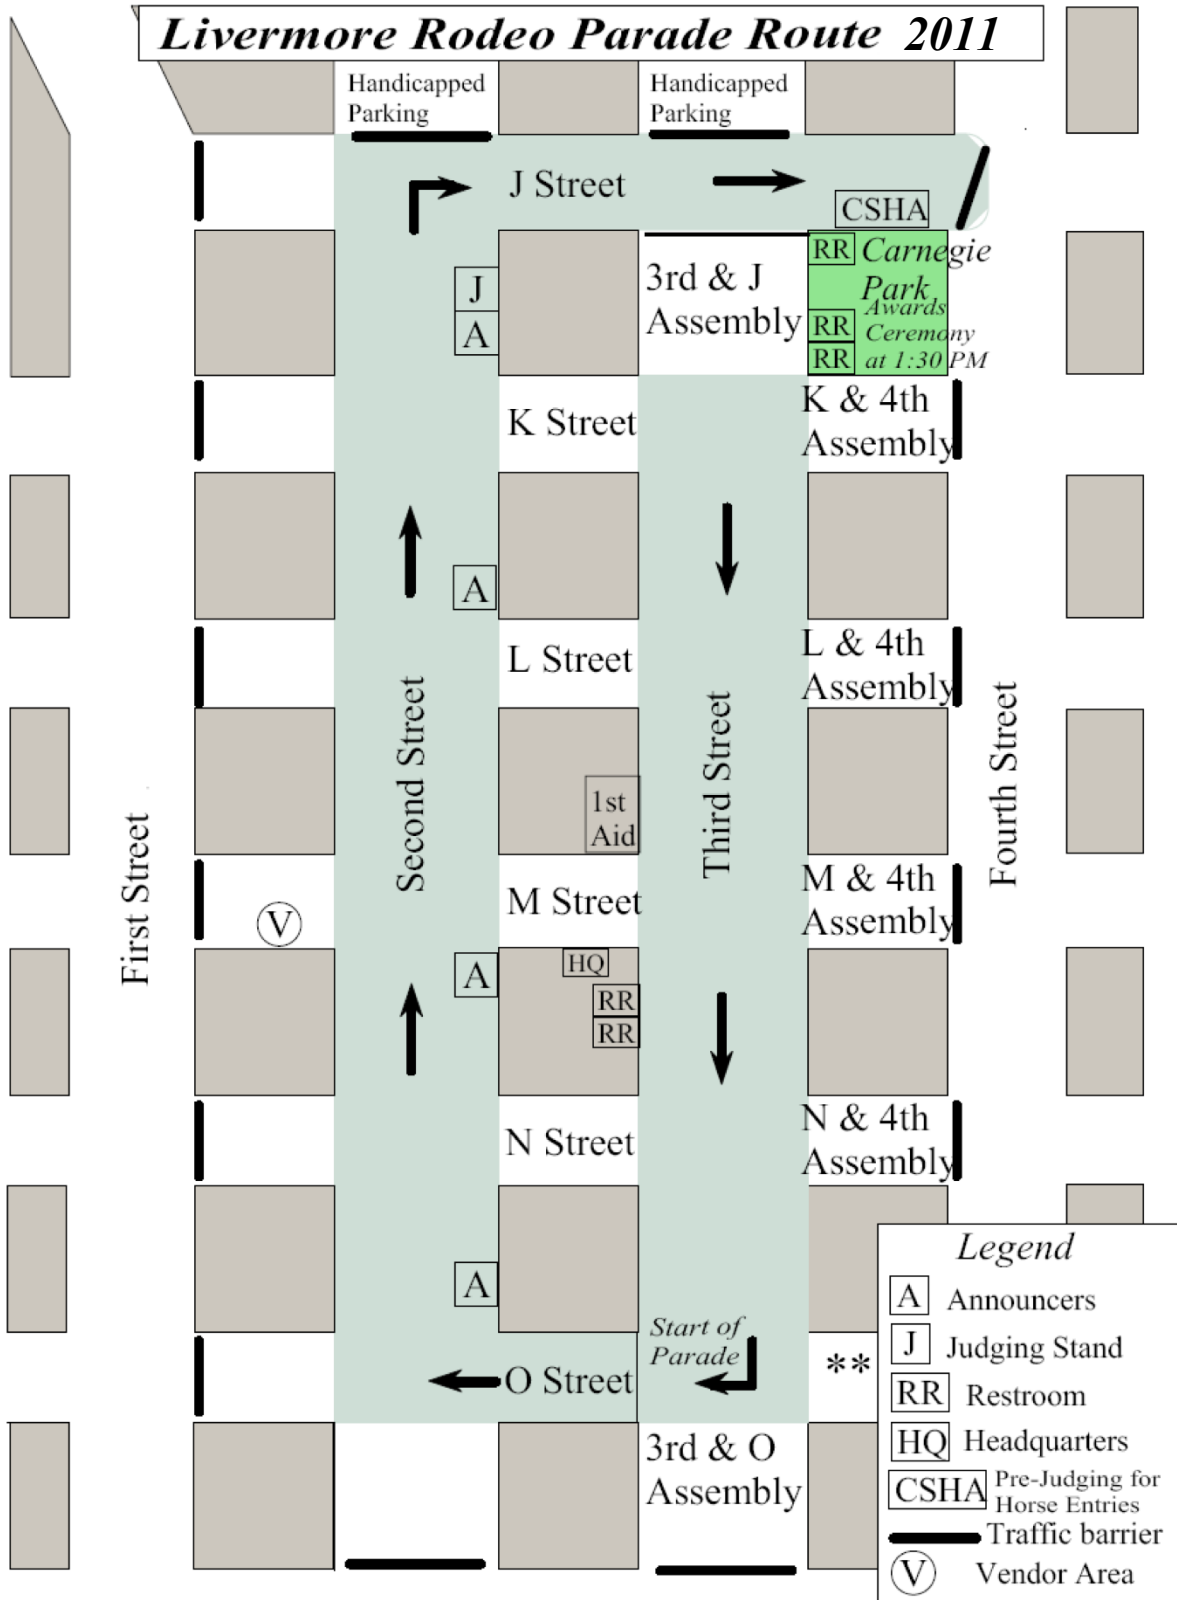 Livermore Rodeo Parade Route 2011
Handicapped
Parking
Handicapped
Parking
J Street
CSHA
RR
Carnegie
Park
Awards
RR
Ceremony
RR
at 1:30 PM
J
A
3rd & J
Assembly
K Street
K & 4th
Assembly
A
L Street
L & 4th
Assembly
Second Street
Third Street
Fourth Street
First Street
1st
Aid
M Street
M & 4th
Assembly
V
A
HQ
RR
RR
N Street
N & 4th
Assembly
A
Start of
Parade
O Street
**
3rd & O
Assembly
Legend
A Announcers
J Judging Stand
RR Restroom
HQ Headquarters
CSHA Pre-Judging for
Horse Entries
Traffic barrier
V Vendor Area